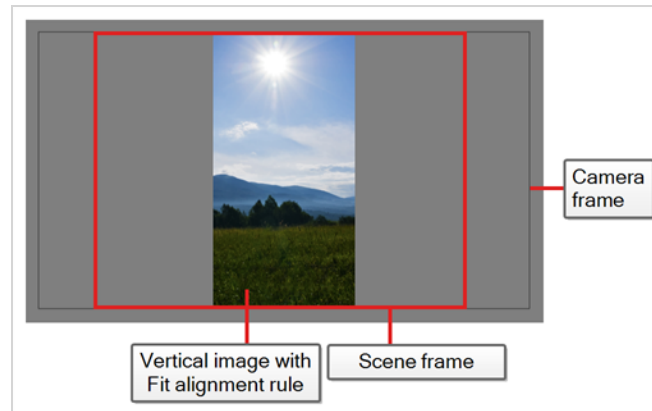 Camera
frame
Vertical image with
Fit alignment rule
Scene frame